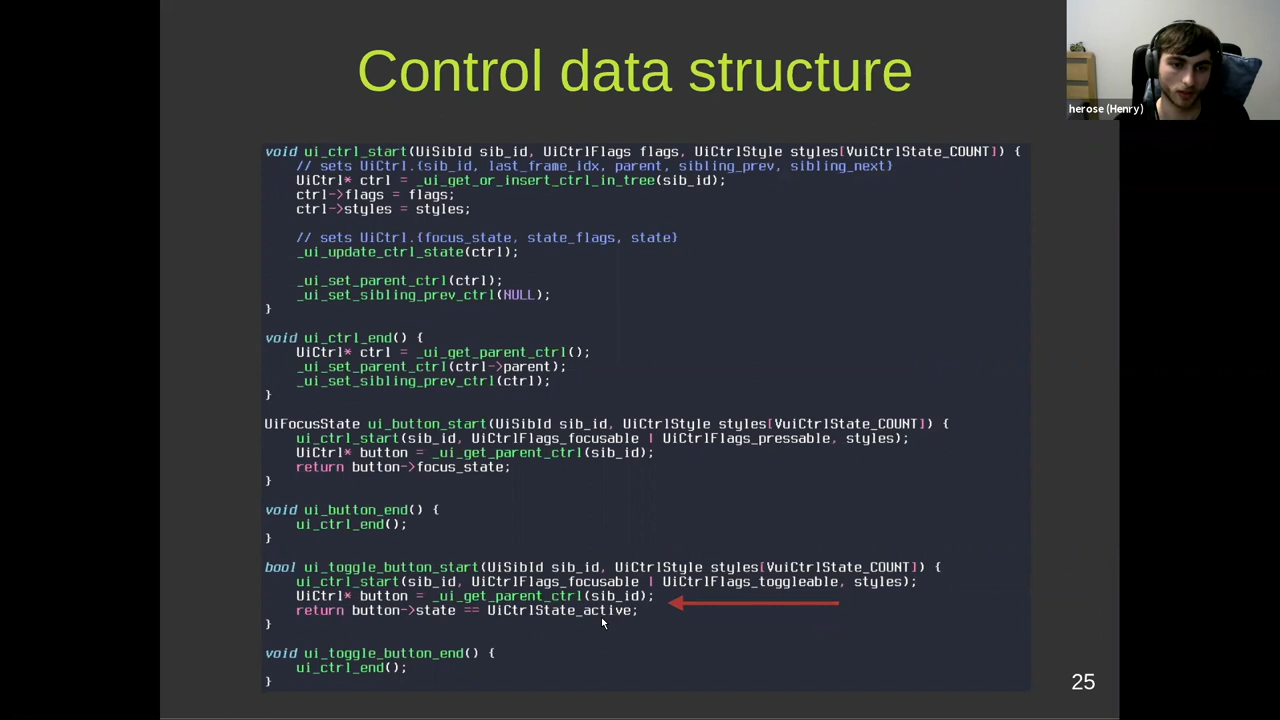 Control data structure
herose (Henry)
void ui_ctrl_start(UiSibId sib_id, UiCtrlFlags flags, UiCtrlStyle styles[VuiCtrlState_COUNT]) {
    // sets UiCtrl.{sib_id, last_frame_idx, parent, sibling_prev, sibling_next}
    UiCtrl* ctrl = _ui_get_or_insert_ctrl_in_tree(sib_id);
    ctrl->flags = flags;
    ctrl->styles = styles;
    // sets UiCtrl.{focus_state, state_flags, state}
    _ui_update_ctrl_state(ctrl);
    _ui_set_parent_ctrl(ctrl);
    _ui_set_sibling_prev_ctrl(NULL);
}
void ui_ctrl_end() {
    UiCtrl* ctrl = _ui_get_parent_ctrl();
    _ui_set_parent_ctrl(ctrl->parent);
    _ui_set_sibling_prev_ctrl(ctrl);
}
UiFocusState ui_button_start(UiSibId sib_id, UiCtrlStyle styles[VuiCtrlState_COUNT]) {
    ui_ctrl_start(sib_id, UiCtrlFlags_focusable | UiCtrlFlags_pressable, styles);
    UiCtrl* button = _ui_get_parent_ctrl(sib_id);
    return button->focus_state;
}
void ui_button_end() {
    ui_ctrl_end();
}
bool ui_toggle_button_start(UiSibId sib_id, UiCtrlStyle styles[VuiCtrlState_COUNT]) {
    ui_ctrl_start(sib_id, UiCtrlFlags_focusable | UiCtrlFlags_toggleable, styles);
    UiCtrl* button = _ui_get_parent_ctrl(sib_id);
    return button->state == UiCtrlState_active;
}
void ui_toggle_button_end() {
    ui_ctrl_end();
}
25